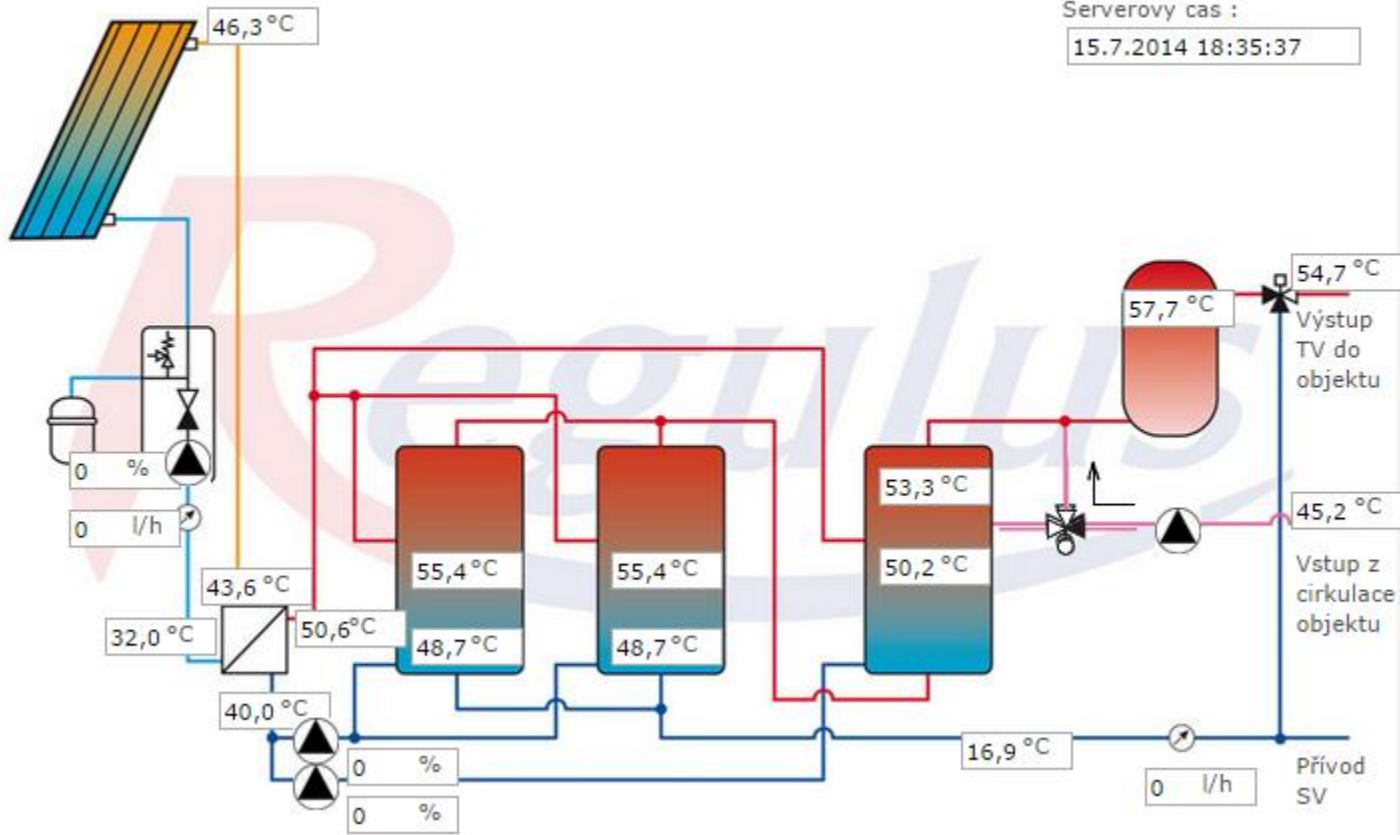 46,3 °C
Serverovy cas :
15.7.2014 18:35:37
Regulus
54,7 °C
57,7 °C
Výstup
TV do
objektu
0 %
0 l/h
53,3 °C
45,2 °C
55,4 °C
55,4 °C
50,2 °C
Vstup z
cirkulace
objektu
43,6 °C
32,0 °C
50,6°C
48,7 °C
48,7 °C
40,0 °C
16,9 °C
0 %
0 %
0 l/h
Přívod
SV